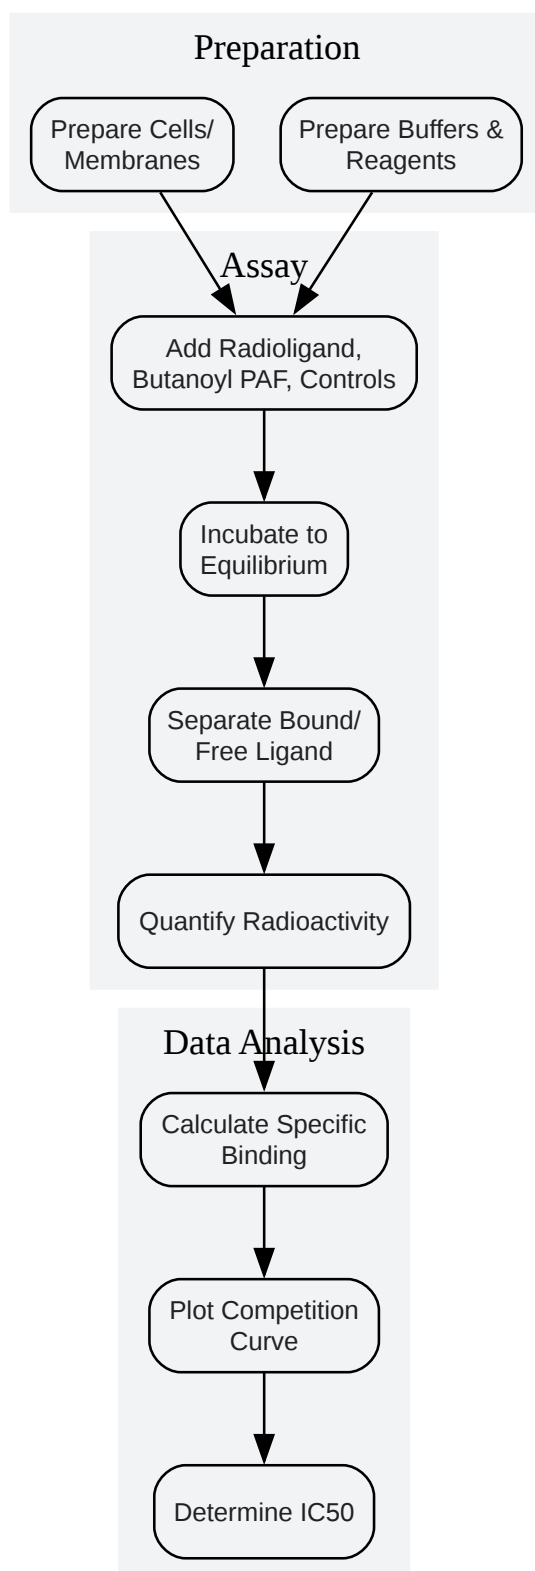 Preparation
Prepare Cells/
Membranes
Prepare Buffers &
Reagents
Assay
Add Radioligand,
Butanoyl PAF, Controls
Incubate to
Equilibrium
Separate Bound/
Free Ligand
Quantify Radioactivity
Data Analysis
Calculate Specific
Binding
Plot Competition
Curve
Determine IC50